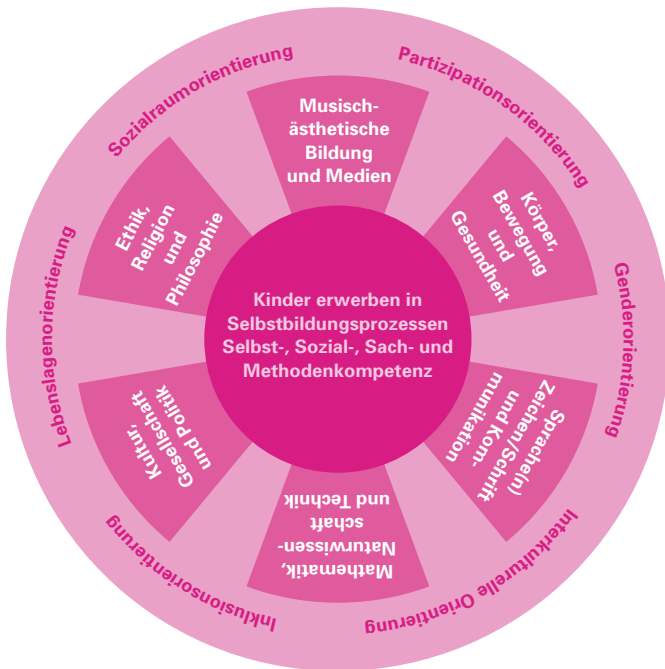 Sozialraumorientierung
Partizipationsorientierung
Genderorientierung
Interkulturelle Orientierung
Inklusionsorientierung
Lebenslagenorientierung
Musisch-
ästhetische
Bildung
und Medien
Körper,
Bewegung
und
Gesundheit
Sprache(n)
Zeichen/Schrift
und Kom-
munikation
Mathematik,
Naturwissen-
schaft
und Technik
Kultur,
Gesellschaft
und Politik
Ethik,
Religion
und
Philosophie
Kinder erwerben in
Selbstbildungsprozessen
Selbst-, Sozial-, Sach- und
Methodenkompetenz